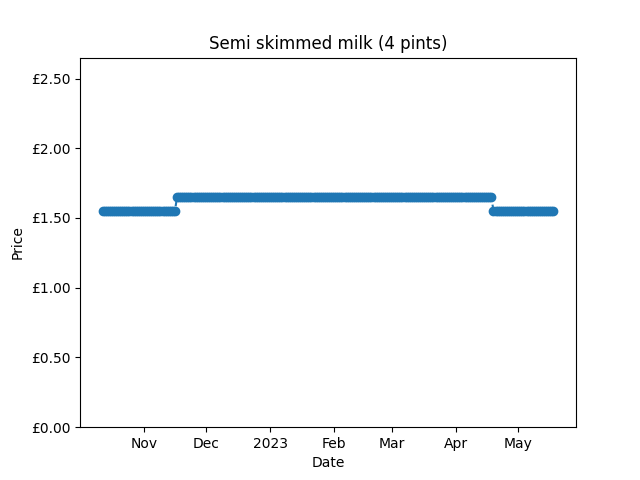 Semi skimmed milk (4 pints)
£2.50
£2.00
£1.50
£1.00
£0.50
£0.00
Price
Nov Dec 2023 Feb Mar Apr May
Date